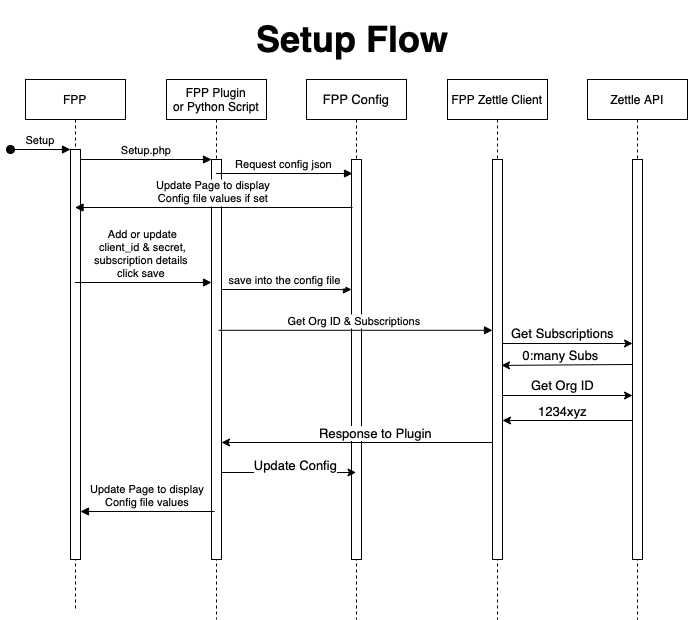 Setup Flow
FPP
FPP Plugin
or Python Script
FPP Config
FPP Zettle Client
Zettle API
Setup
Setup.php
Request config json
Update Page to display
Config file values if set
Add or update
client_id & secret,
subscription details
click save
save into the config file
Get Org ID & Subscriptions
Get Subscriptions
0:many Subs
Get Org ID
1234xyz
Response to Plugin
Update Config
Update Page to display
Config file values